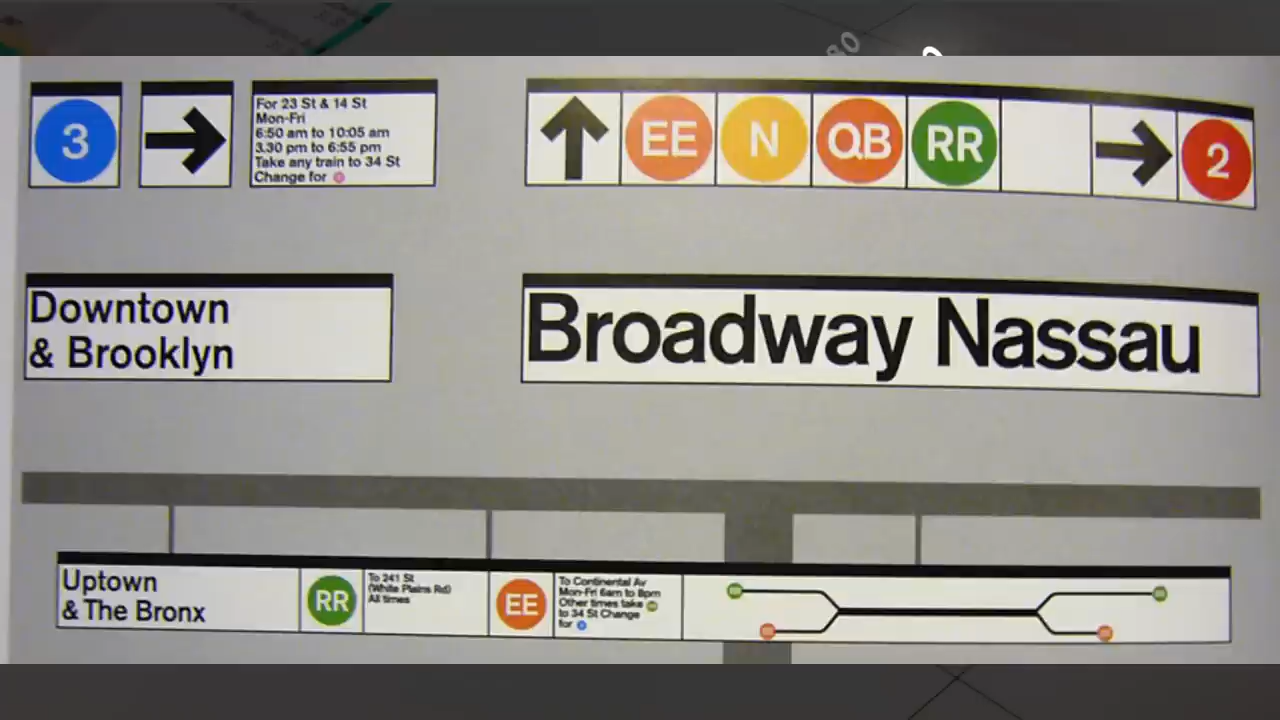 3
For 23 St & 14 St
Mon-Fri
6:50 am to 10:05 am
3.30 pm to 6:55 pm
Take any train to 34 St
Change for
EE N QB RR 2
Downtown
& Brooklyn
Broadway Nassau
Uptown
& The Bronx
RR
To 241 St
(White Plains Rd)
All times
EE
To Continental Av
Mon-Fri 6am to 8pm
Other times take
to 34 St Change
for